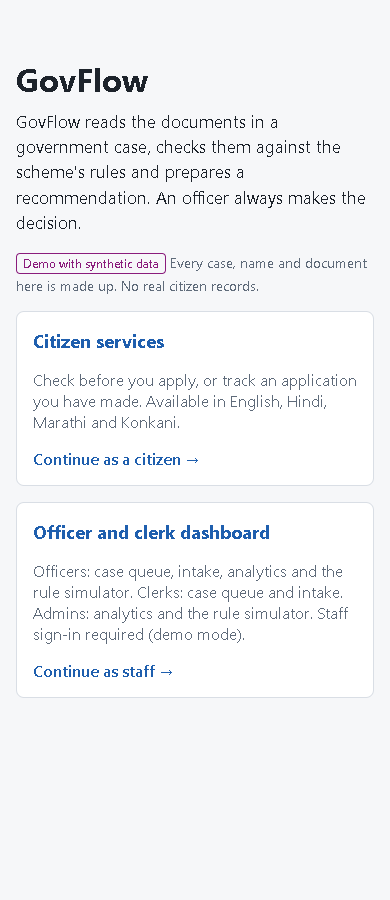 GovFlow
GovFlow reads the documents in a
government case, checks them against the
scheme's rules and prepares a
recommendation. An officer always makes the
decision.
Demo with synthetic data Every case, name and document
here is made up. No real citizen records.
Citizen services
Check before you apply, or track an application
you have made. Available in English, Hindi,
Marathi and Konkani.
Continue as a citizen →
Officer and clerk dashboard
Officers: case queue, intake, analytics and the
rule simulator. Clerks: case queue and intake.
Admins: analytics and the rule simulator. Staff
sign-in required (demo mode).
Continue as staff →